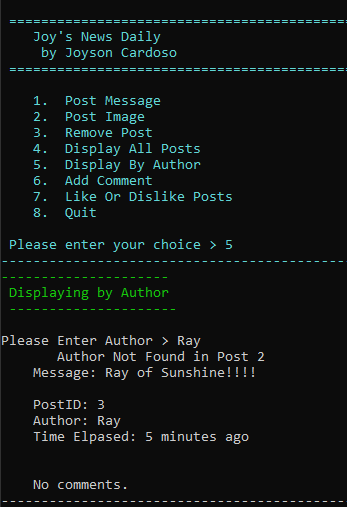 Joy's News Daily
by Joyson Cardoso
1. Post Message
2. Post Image
3. Remove Post
4. Display All Posts
5. Display By Author
6. Add Comment
7. Like Or Dislike Posts
8. Quit
Please enter your choice > 5
Displaying by Author
Please Enter Author > Ray
Author Not Found in Post 2
Message: Ray of Sunshine!!!!
PostID: 3
Author: Ray
Time Elpased: 5 minutes ago
No comments.